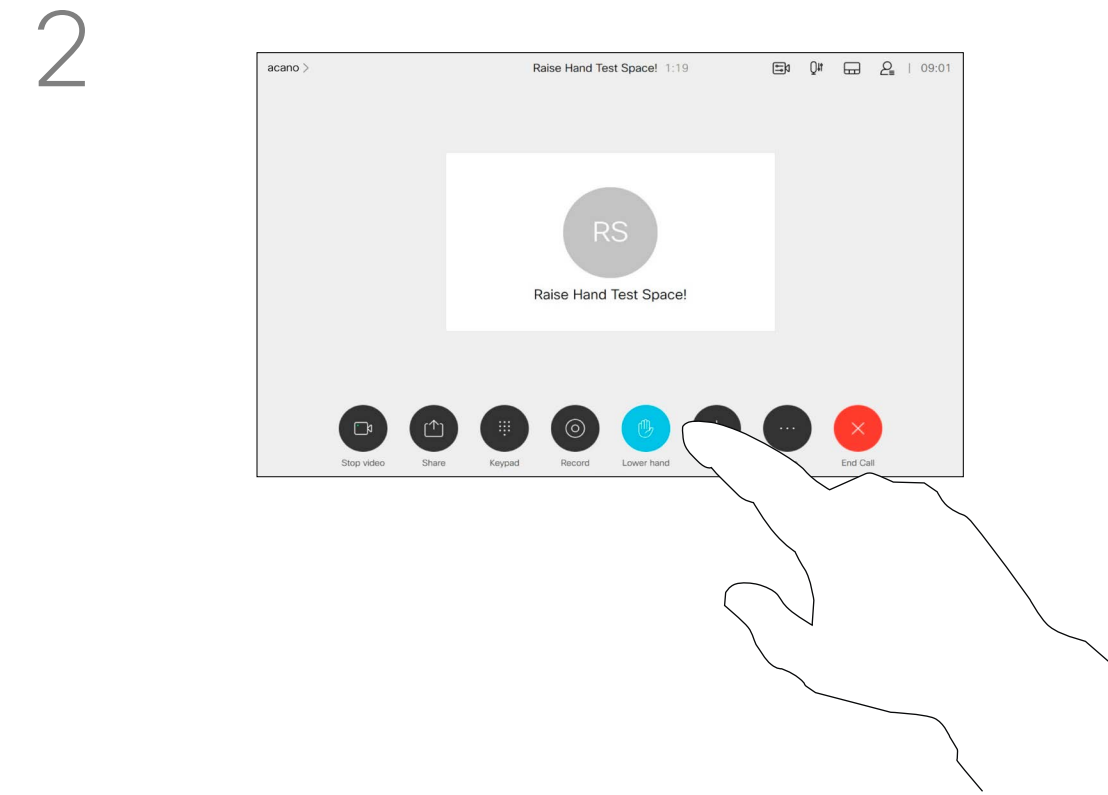 2
acano >
Raise Hand Test Space! 1:19
| 09:01
RS
Raise Hand Test Space!
Stop video
Share
Keypad
Record
Lower hand
End Call